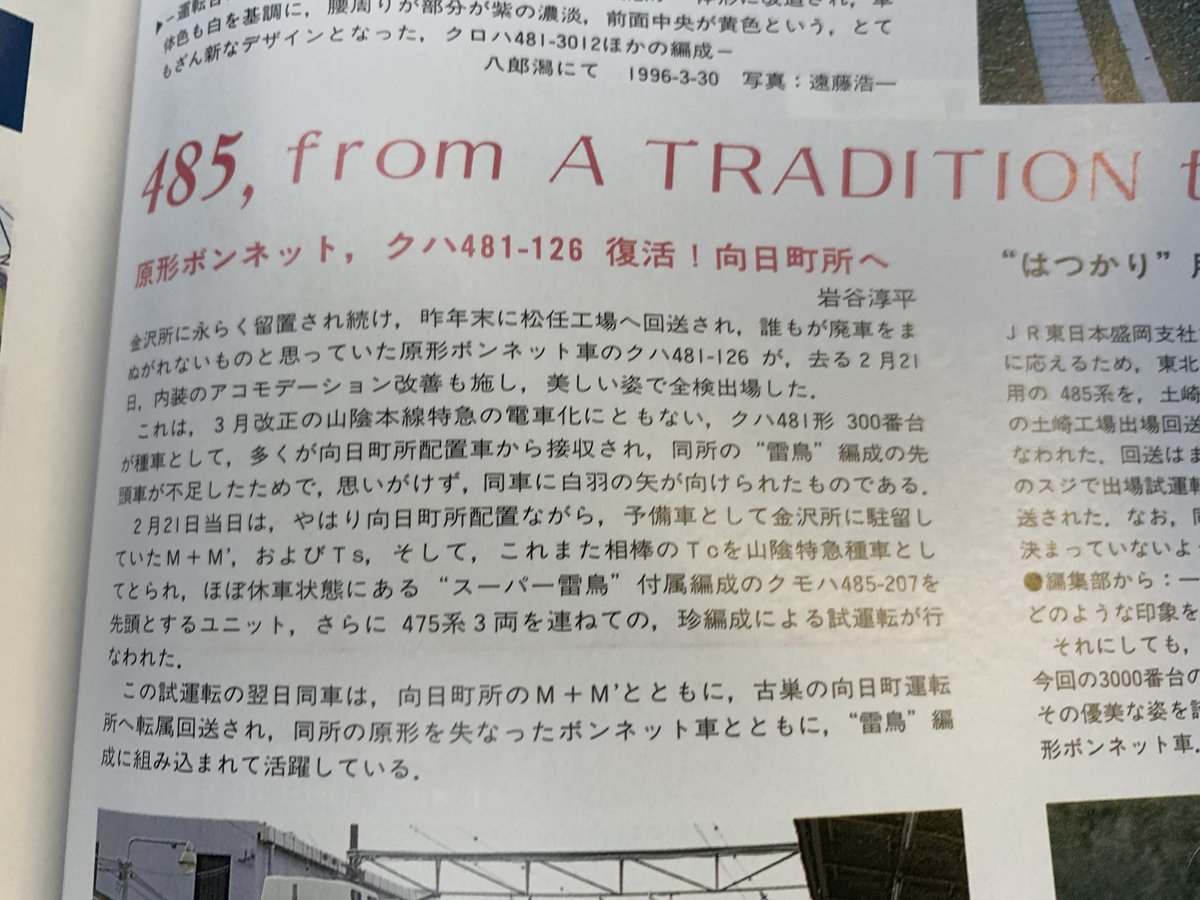 体色も白を基調に，腰周りが部分が紫の濃淡，前面中央が黄色という，とて
もざん新なデザインとなった，クロハ481-3012ほかの編成－
八郎潟にて　1996-3-30　写真：遠藤浩一
485, from A TRADITION
原形ボンネット，クハ481-126 復活！向日町所へ
岩谷淳平
金沢所に永らく留置され続け，昨年末に松任工場へ回送され，誰もが廃車をま
ぬがれないものと思っていた原形ボンネット車のクハ481-126 が，去る2月21
日，内装のアコモデーション改善も施し，美しい姿で全検出場した．
これは，3月改正の山陰本線特急の電車化にともない，クハ481形 300番台
が種車として，多くが向日町所配置車から接収され，同所の“雷鳥”編成の先
頭車が不足したためで，思いがけず，同車に白羽の矢が向けられたものである．
2月21日当日は，やはり向日町所配置ながら，予備車として金沢所に駐留し
ていたM＋M′，およびTs，そして，これまた相棒のTcを山陰特急種車とし
てとられ，ほぼ休車状態にある“スーパー雷鳥”付属編成のクモハ485-207を
先頭とするユニット，さらに 475系3両を連ねての，珍編成による試運転が行
なわれた．
この試運転の翌日同車は，向日町所のM＋M′とともに，古巣の向日町運転
所へ転属回送され，同所の原形を失なったボンネット車とともに，“雷鳥”編
成に組み込まれて活躍している．
“はつかり”
JR東日本盛岡支社
に応えるため，東北
用の 485系を，土崎
の土崎工場出場回送
なわれた．回送はま
のスジで出場試運転
送された．なお，同
決まっていないよ
●編集部から：－
どのような印象を
それにしても，
今回の3000番台の
その優美な姿を
形ボンネット車．